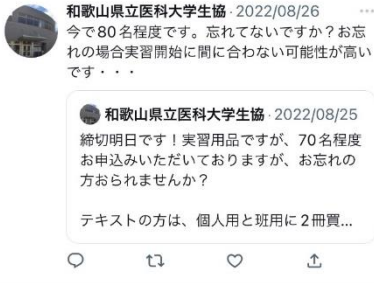 和歌山県立医科大学生協・2022/08/26
今で80名程度です。忘れてないですか？お忘
れの場合実習開始に間に合わない可能性が高い
です・・・
和歌山県立医科大学生協・2022/08/25
締切明日です！実習用品ですが、70名程度
お申込みいただいておりますが、お忘れの
方おられませんか？
テキストの方は、個人用と班用に2冊買...